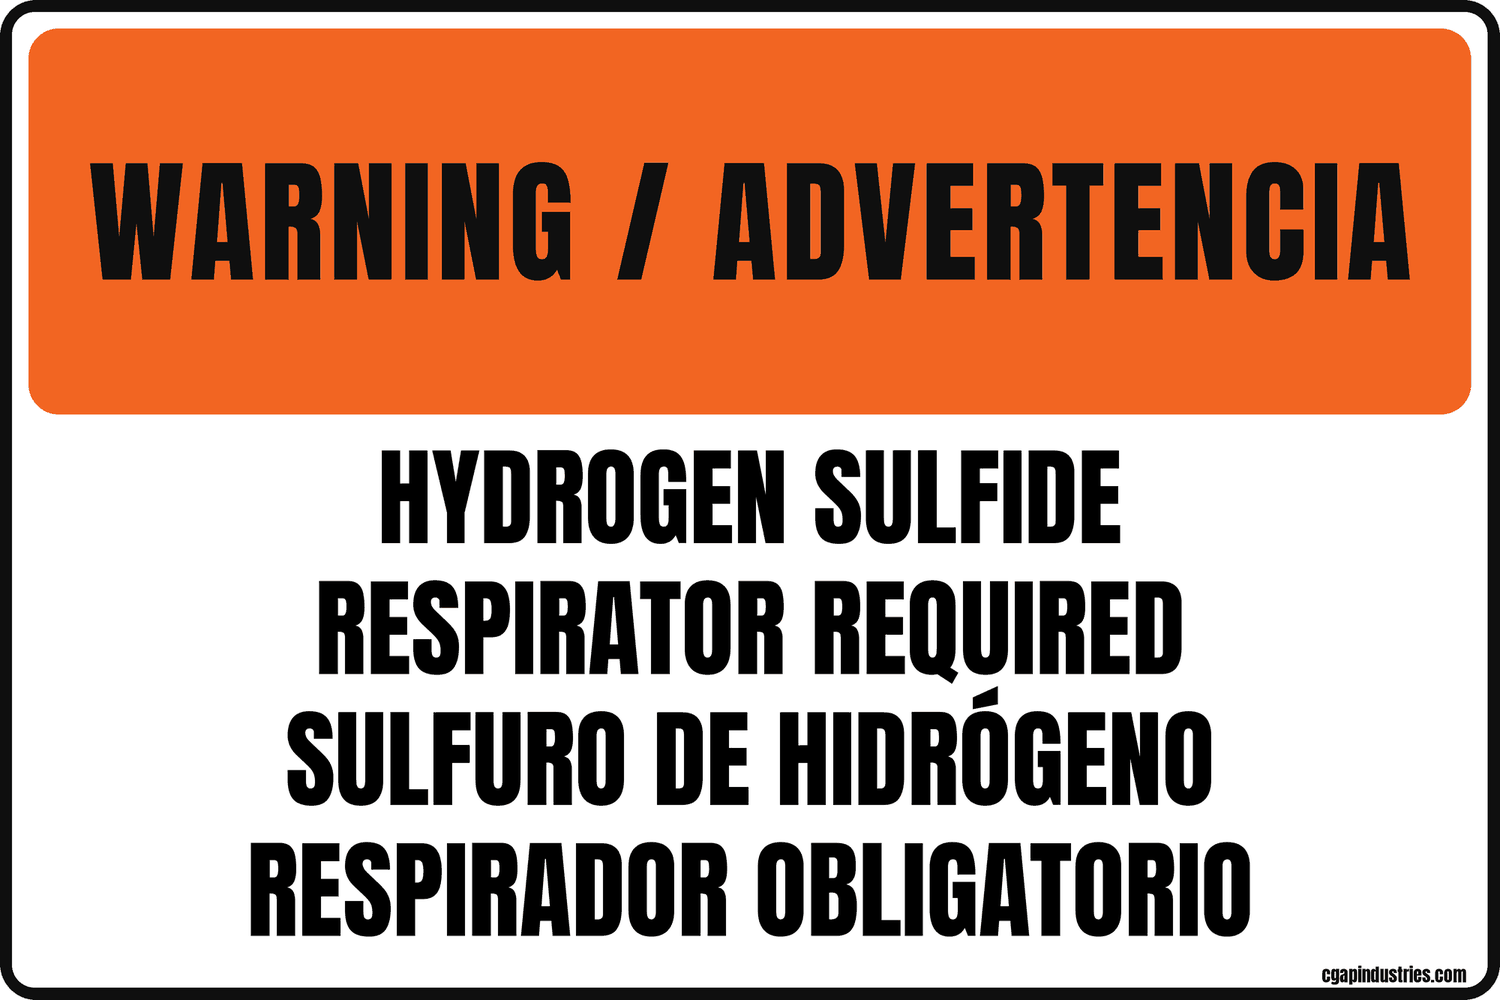 WARNING / ADVERTENCIA
HYDROGEN SULFIDE
RESPIRATOR REQUIRED
SULFURO DE HIDRÓGENO
RESPIRADOR OBLIGATORIO
cgapindustries.com